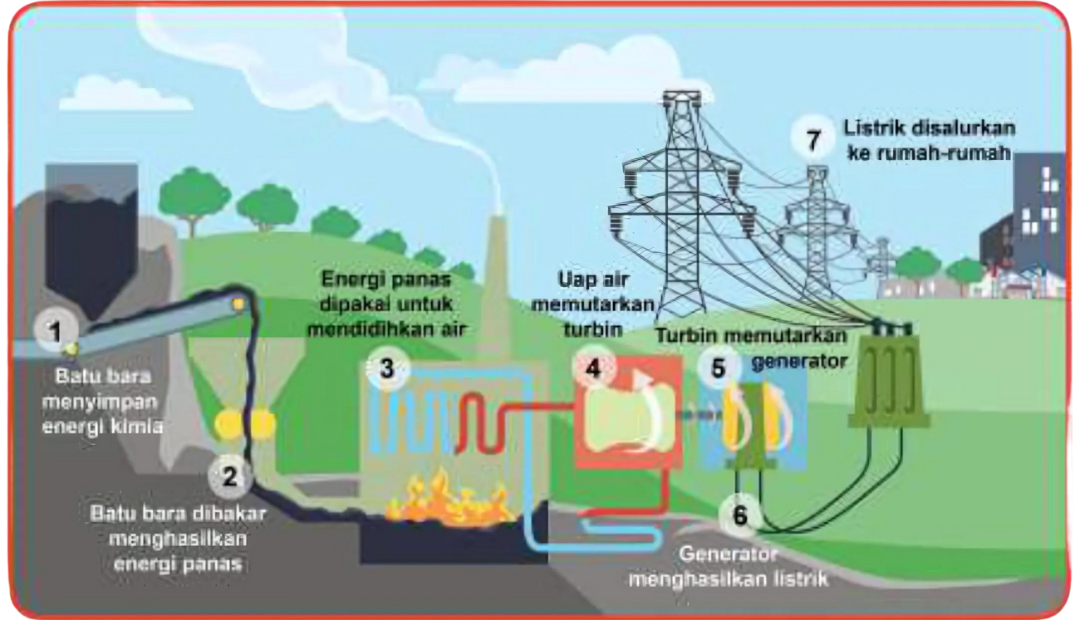 1
Batu bara
menyimpan
energi kimia
2
Batu bara dibakar
menghasilkan
energi panas
Energi panas
dipakai untuk
mendidihkan air
3
Uap air
memutarkan
turbin
4
Turbin memutarkan
generator
5
6
Generator
menghasilkan listrik
7
Listrik disalurkan
ke rumah-rumah